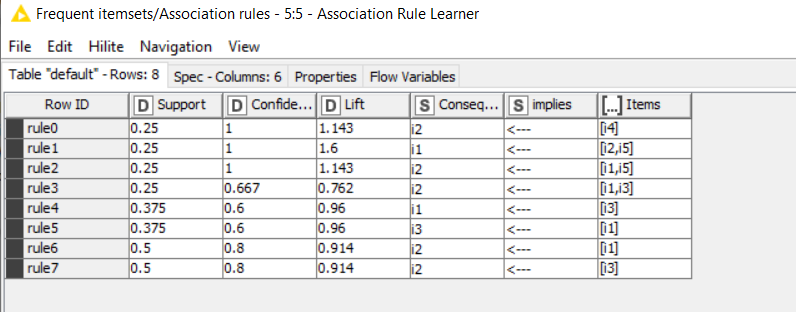 Frequent itemsets/Association rules - 5:5 - Association Rule Learner
File Edit Hilite Navigation View
Table "default" - Rows: 8 Spec - Columns: 6 Properties Flow Variables
Row ID D Support D Confide... D Lift S Conseq... S implies [...] Items
rule0 0.25 1 1.143 i2 <--- [i4]
rule1 0.25 1 1.6 i1 <--- [i2,i5]
rule2 0.25 1 1.143 i2 <--- [i1,i5]
rule3 0.25 0.667 0.762 i2 <--- [i1,i3]
rule4 0.375 0.6 0.96 i1 <--- [i3]
rule5 0.375 0.6 0.96 i3 <--- [i1]
rule6 0.5 0.8 0.914 i2 <--- [i1]
rule7 0.5 0.8 0.914 i2 <--- [i3]